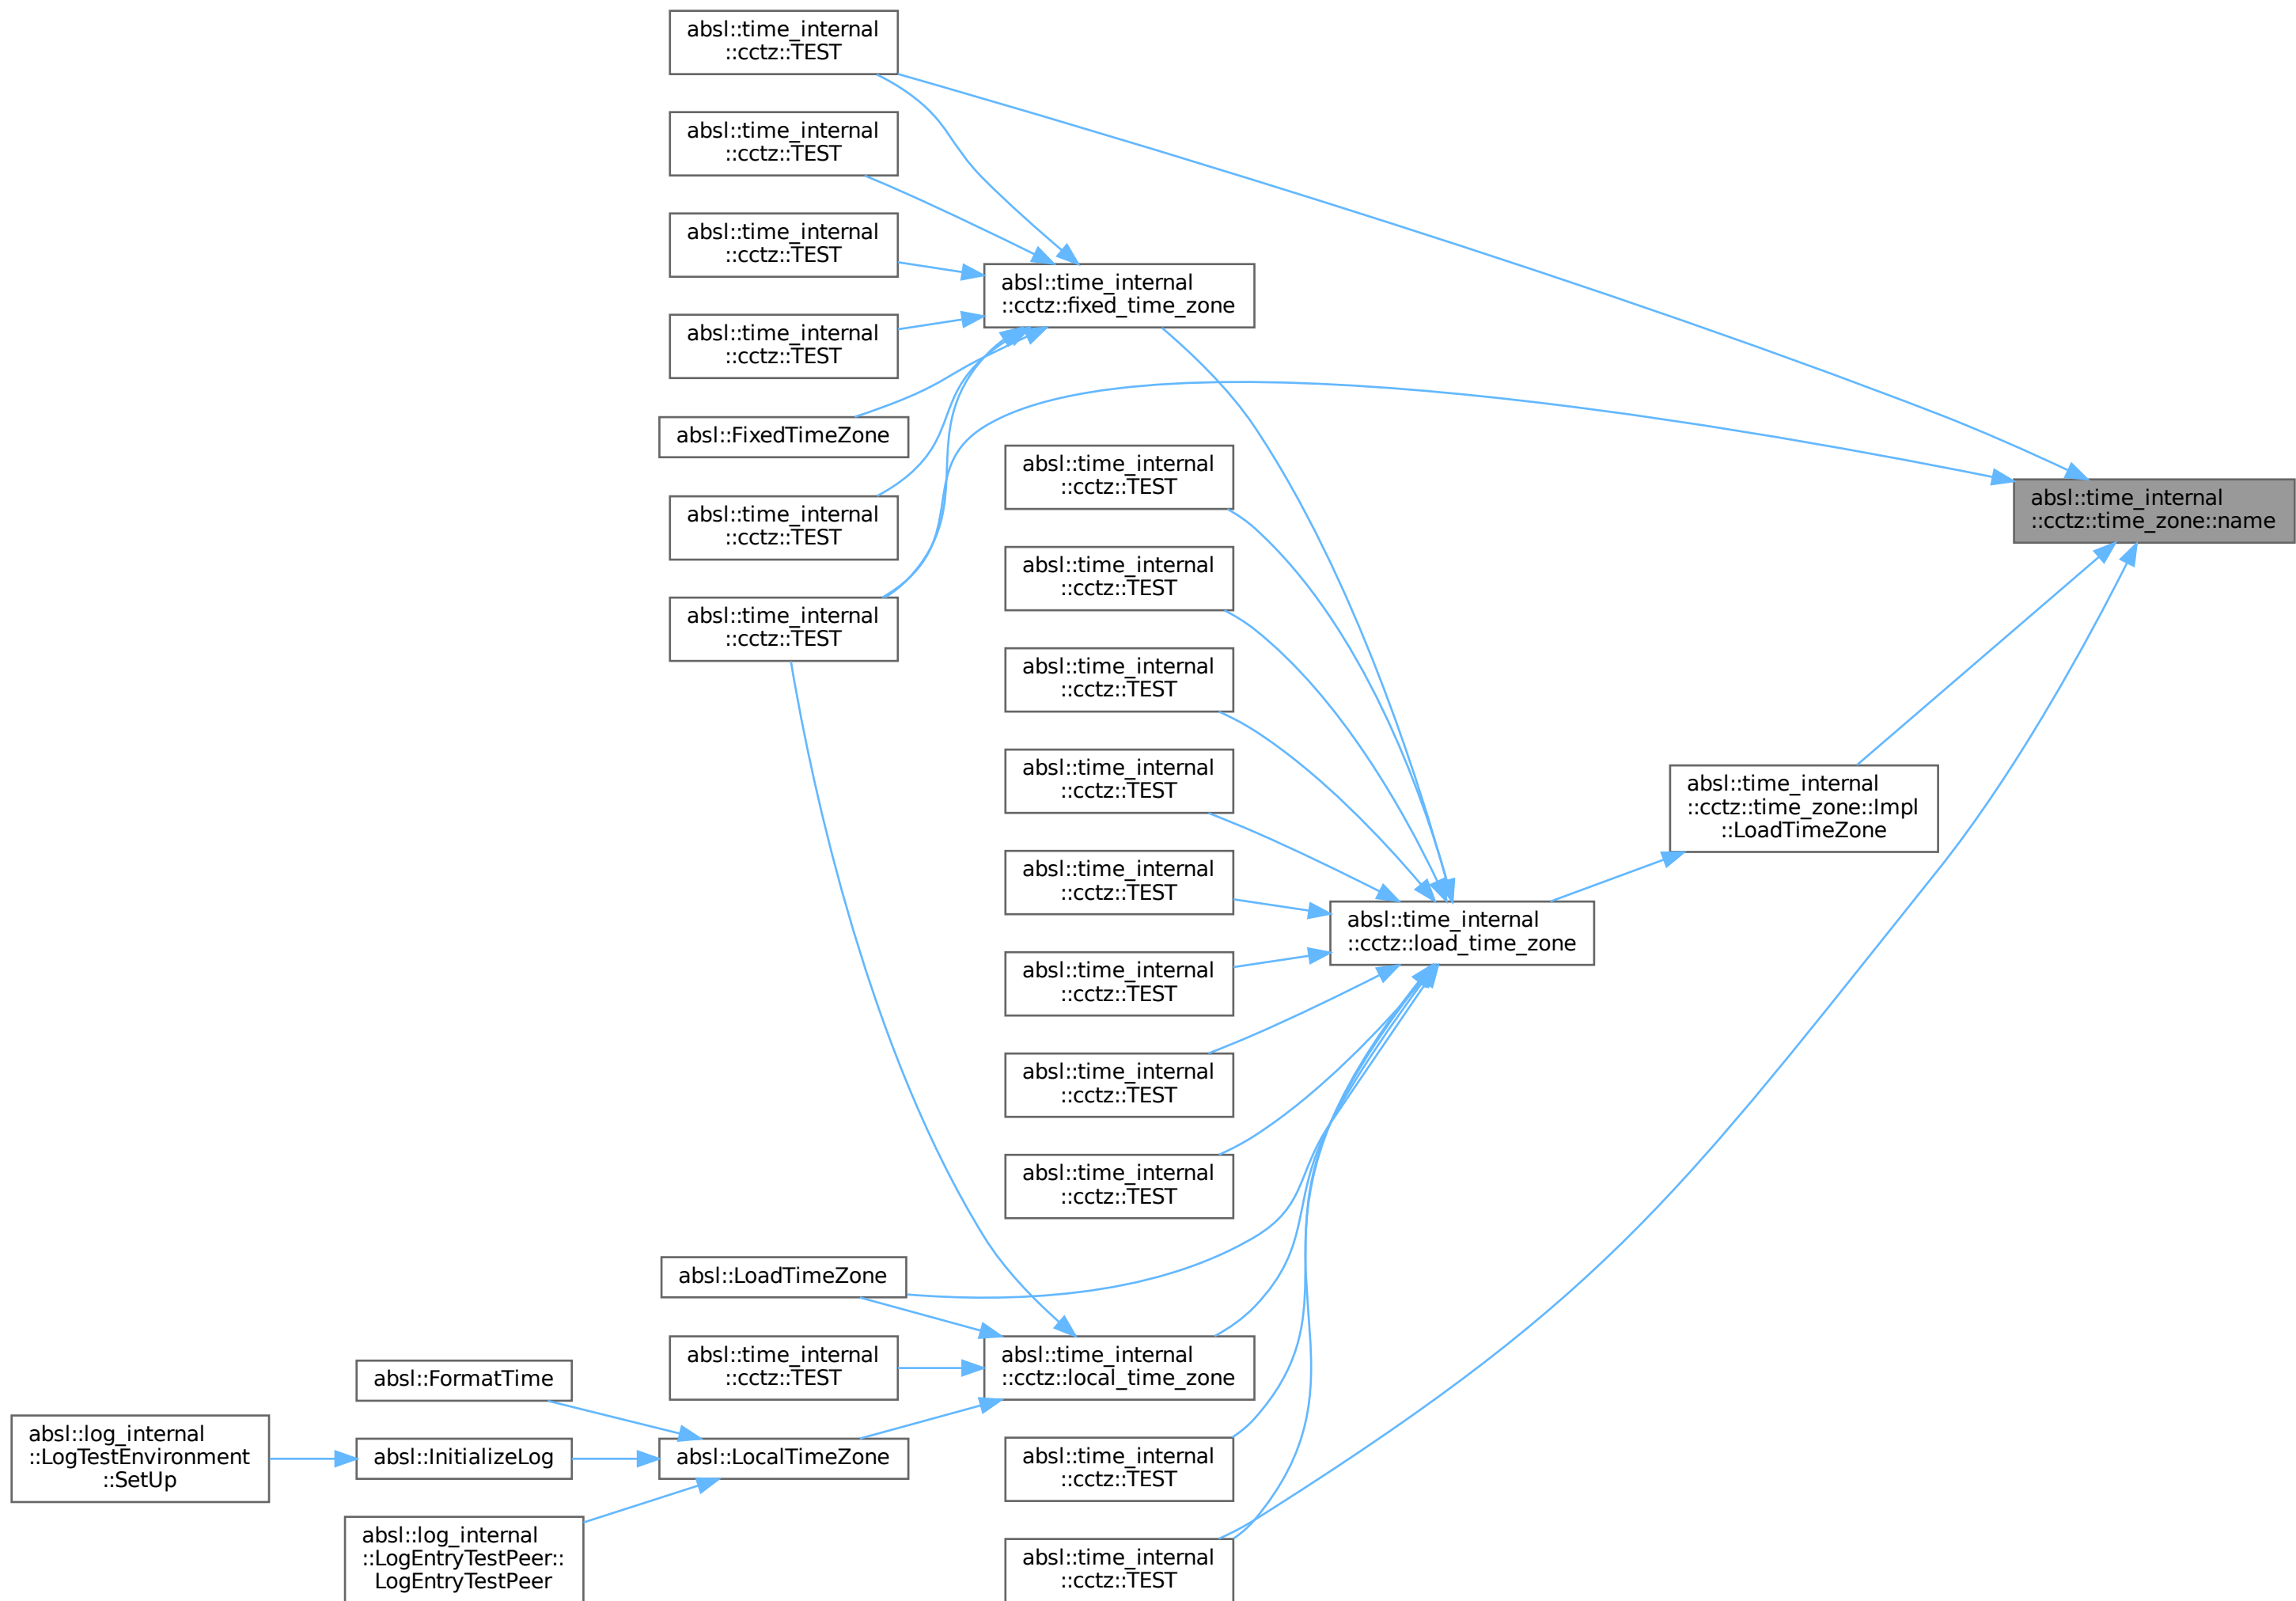 absl::time_internal
::cctz::TEST
absl::time_internal
::cctz::TEST
absl::time_internal
::cctz::TEST
absl::time_internal
::cctz::fixed_time_zone
absl::time_internal
::cctz::TEST
absl::FixedTimeZone
absl::time_internal
::cctz::TEST
absl::time_internal
::cctz::TEST
absl::time_internal
::cctz::TEST
absl::time_internal
::cctz::time_zone::name
absl::time_internal
::cctz::TEST
absl::time_internal
::cctz::TEST
absl::time_internal
::cctz::TEST
absl::time_internal
::cctz::time_zone::Impl
::LoadTimeZone
absl::time_internal
::cctz::TEST
absl::time_internal
::cctz::load_time_zone
absl::time_internal
::cctz::TEST
absl::time_internal
::cctz::TEST
absl::time_internal
::cctz::TEST
absl::LoadTimeZone
absl::time_internal
::cctz::TEST
absl::time_internal
::cctz::local_time_zone
absl::FormatTime
absl::log_internal
::LogTestEnvironment
::SetUp
absl::InitializeLog
absl::LocalTimeZone
absl::time_internal
::cctz::TEST
absl::log_internal
::LogEntryTestPeer::
LogEntryTestPeer
absl::time_internal
::cctz::TEST